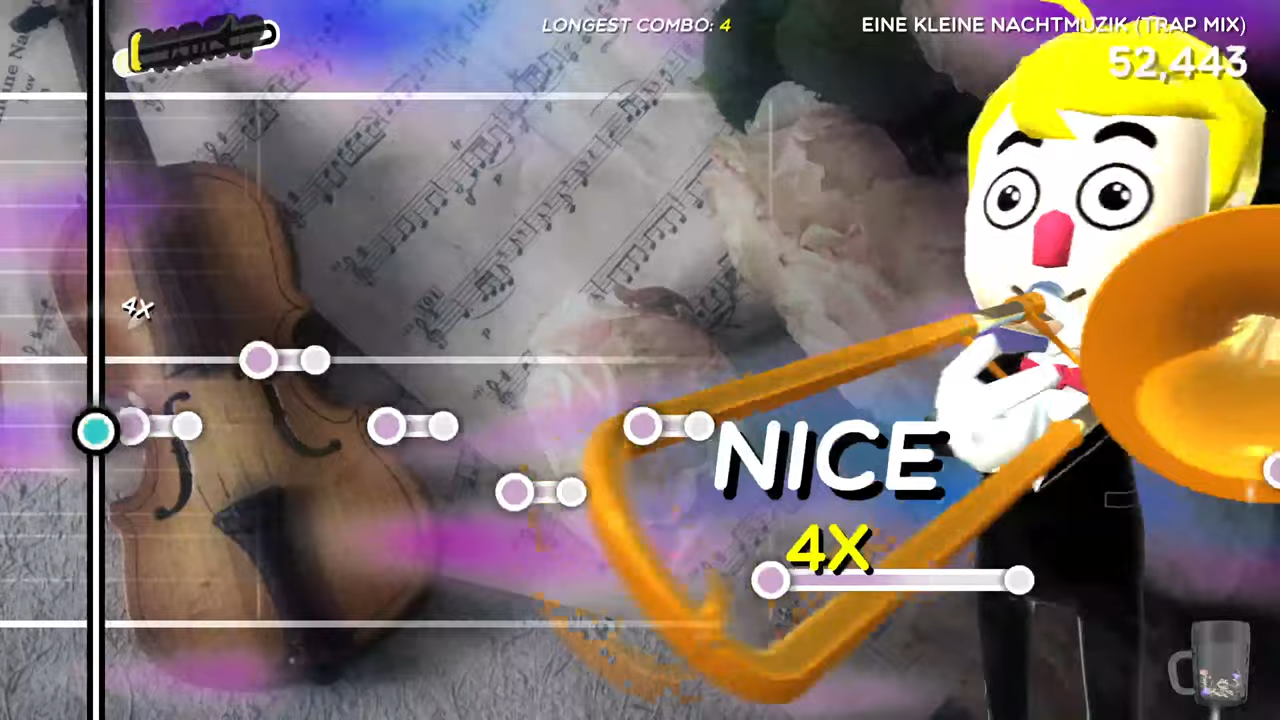 LONGEST COMBO: 4
EINE KLEINE NACHTMUZIK (TRAP MIX)
52,443
4X
NICE
4X